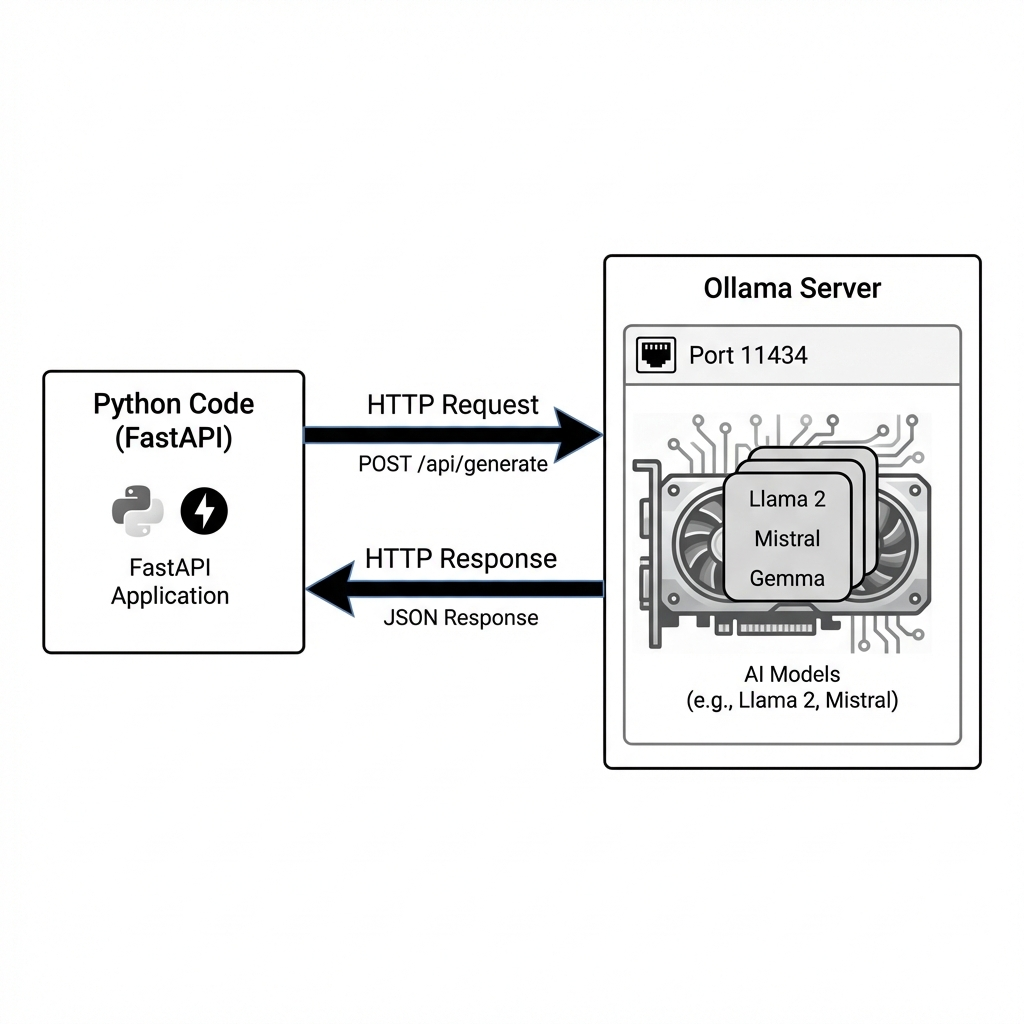 Python Code
(FastAPI)
FastAPI
Application
HTTP Request
POST /api/generate
HTTP Response
JSON Response
Ollama Server
Port 11434
Llama 2
Mistral
Gemma
AI Models
(e.g., Llama 2, Mistral)